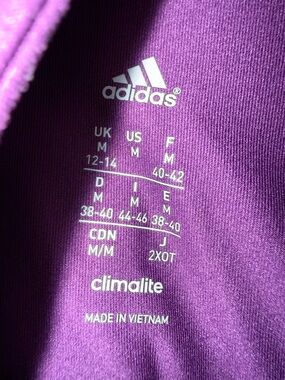 adidas®
UK US F
M M M
12-14 40-42
D I E
M M M
38-40 44-46 38-40
CDN J
M/M 2XOT
climalite
MADE IN VIETNAM